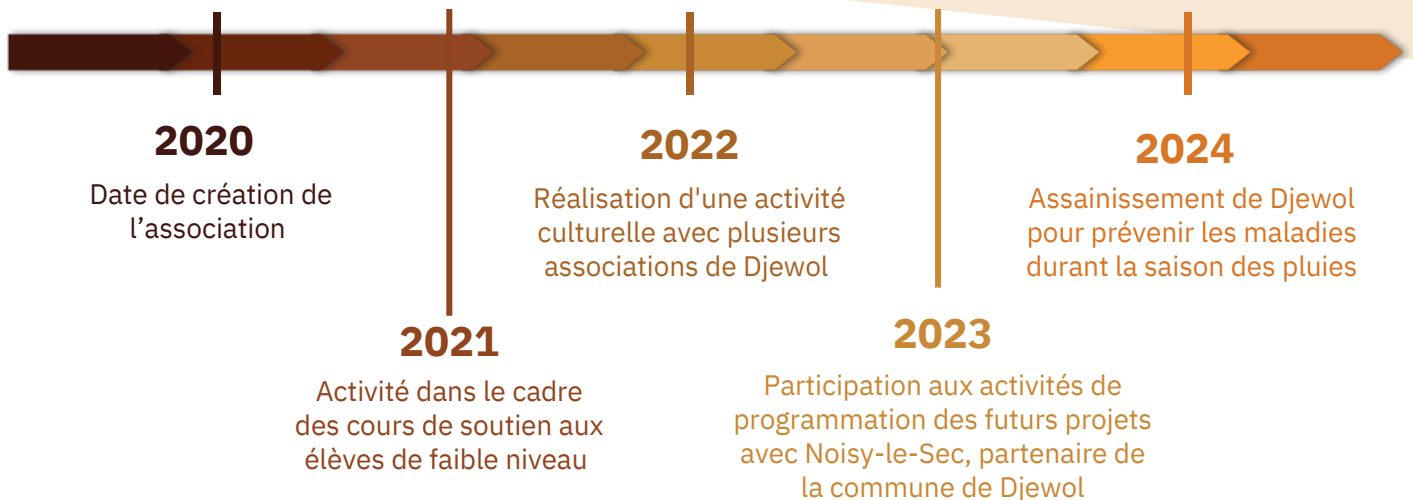 2020
Date de création de
l’association
2021
Activité dans le cadre
des cours de soutien aux
élèves de faible niveau
2022
Réalisation d'une activité
culturelle avec plusieurs
associations de Djewol
2023
Participation aux activités de
programmation des futurs projets
avec Noisy-le-Sec, partenaire de
la commune de Djewol
2024
Assainissement de Djewol
pour prévenir les maladies
durant la saison des pluies